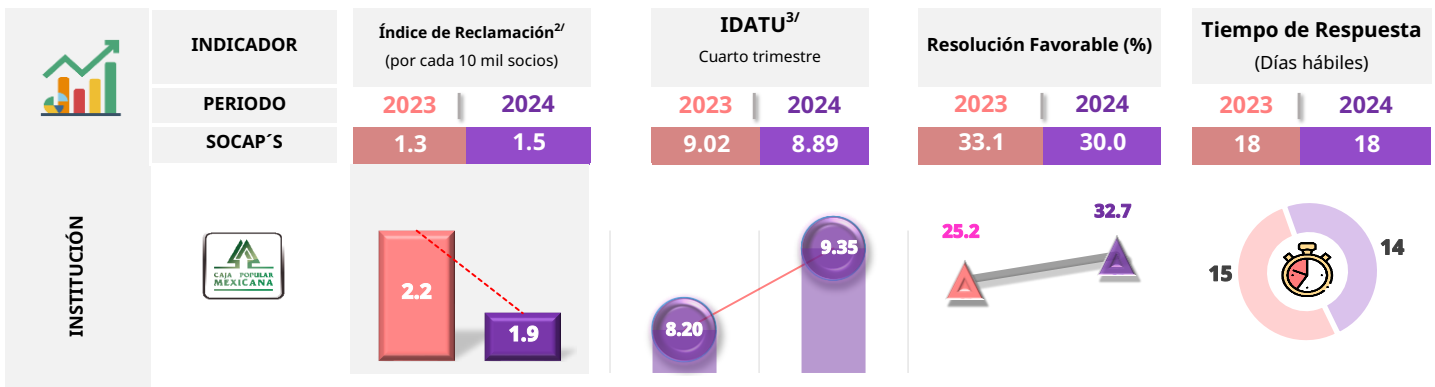 INDICADOR
Índice de Reclamación2/
(por cada 10 mil socios)
IDATU3/
Cuarto trimestre
Resolución Favorable (%)
Tiempo de Respuesta
(Días hábiles)
PERIODO
2023 2024
2023 2024
2023 2024
2023 2024
SOCAP´S
1.3 1.5
9.02 8.89
33.1 30.0
18 18
INSTITUCIÓN
CAJA POPULAR
MEXICANA
2.2
1.9
8.20
9.35
25.2
32.7
15
14